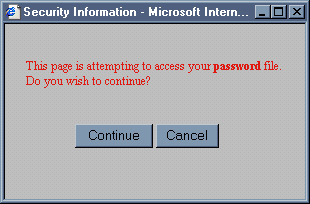 Security Information - Microsoft Intern...
This page is attempting to access your password file.
Do you wish to continue?
Continue Cancel